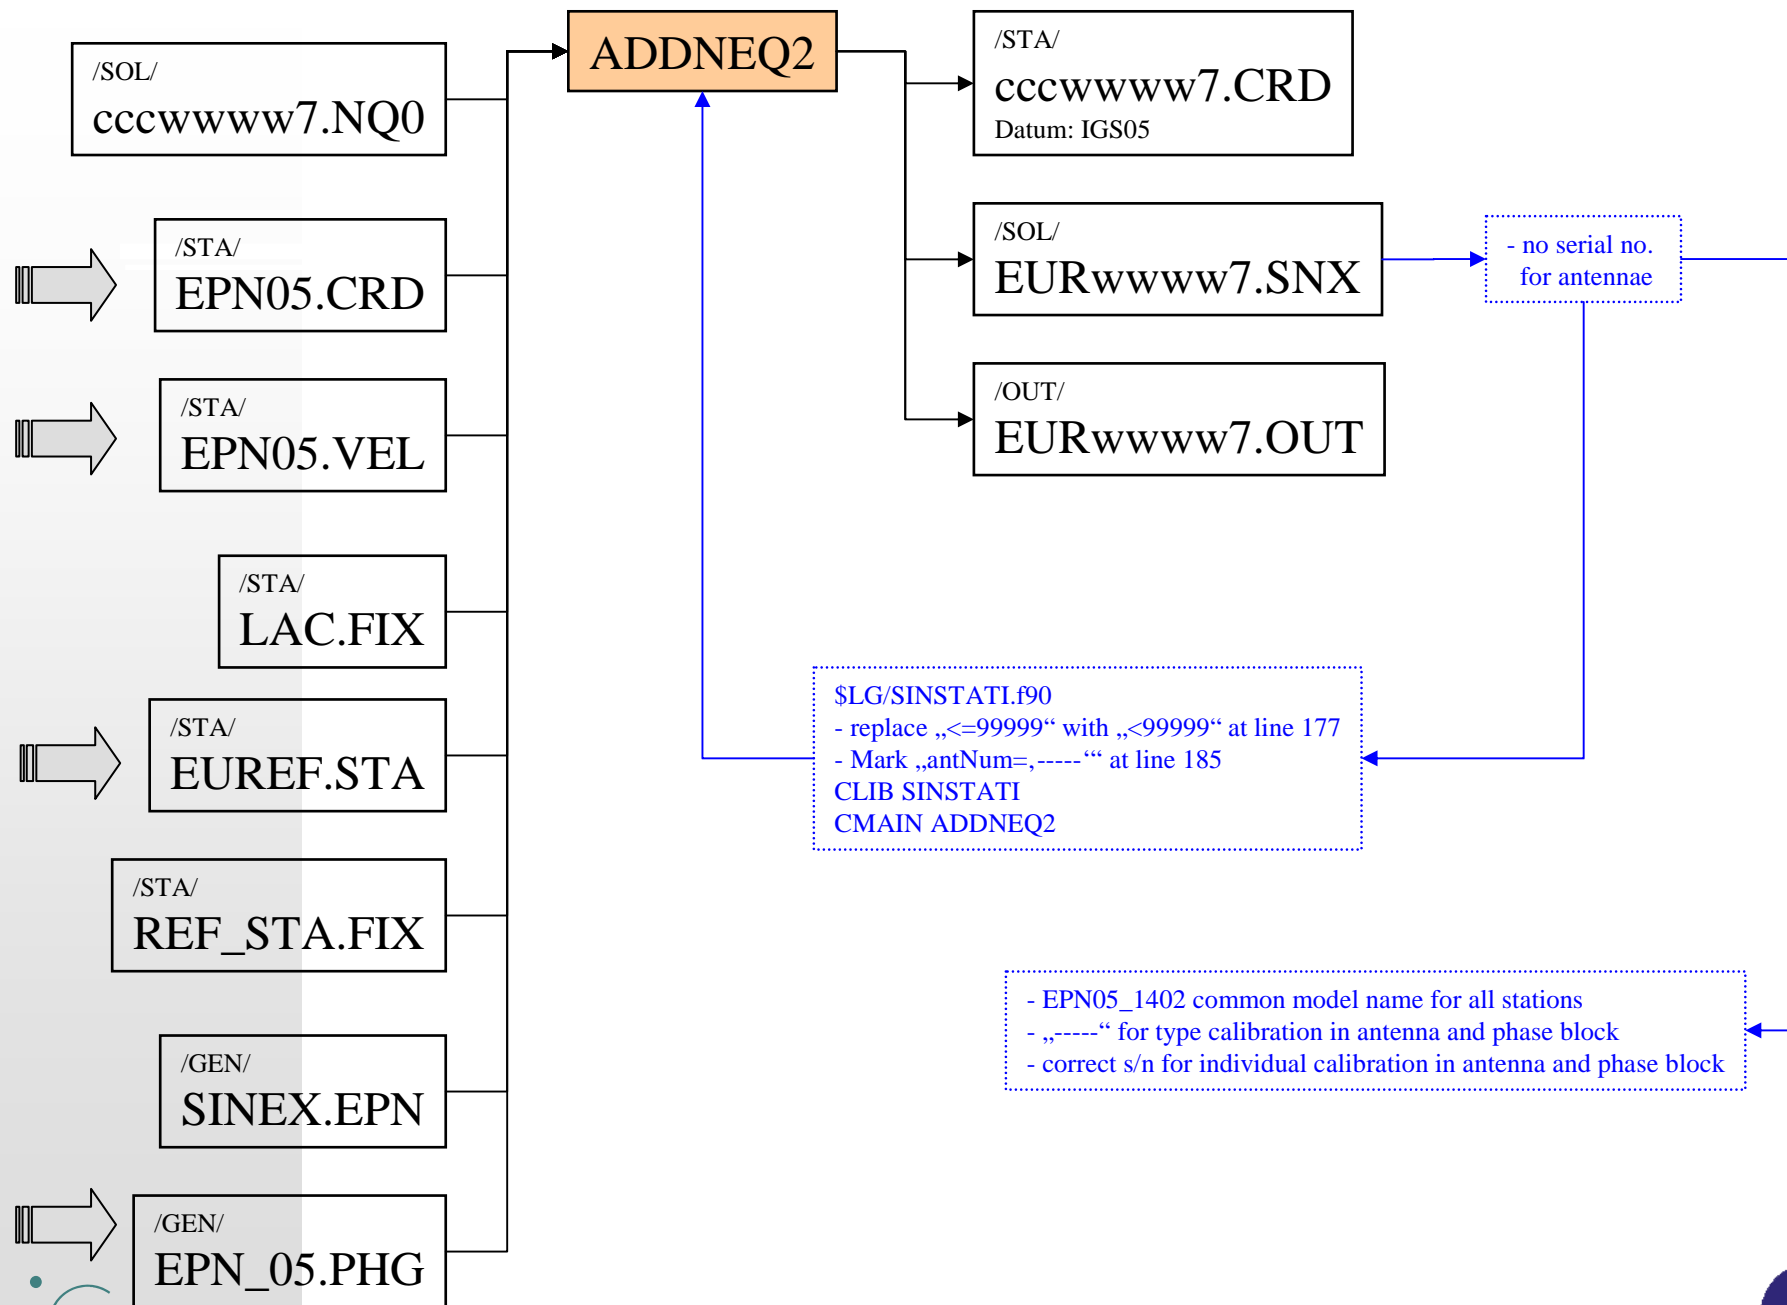 /SOL/
cccwwww7.NQ0
/STA/
EPN05.CRD
/STA/
EPN05.VEL
/STA/
LAC.FIX
/STA/
EUREF.STA
/STA/
REF_STA.FIX
/GEN/
SINEX.EPN
/GEN/
EPN_05.PHG
ADDNEQ2
/STA/
cccwwww7.CRD
Datum: IGS05
/SOL/
EURwwww7.SNX
/OUT/
EURwwww7.OUT
- no serial no.
for antennae
$LG/SINSTATI.f90
- replace „<=99999“ with „<99999“ at line 177
- Mark „antNum=‚-----‘“ at line 185
CLIB SINSTATI
CMAIN ADDNEQ2
- EPN05_1402 common model name for all stations
- „-----“ for type calibration in antenna and phase block
- correct s/n for individual calibration in antenna and phase block